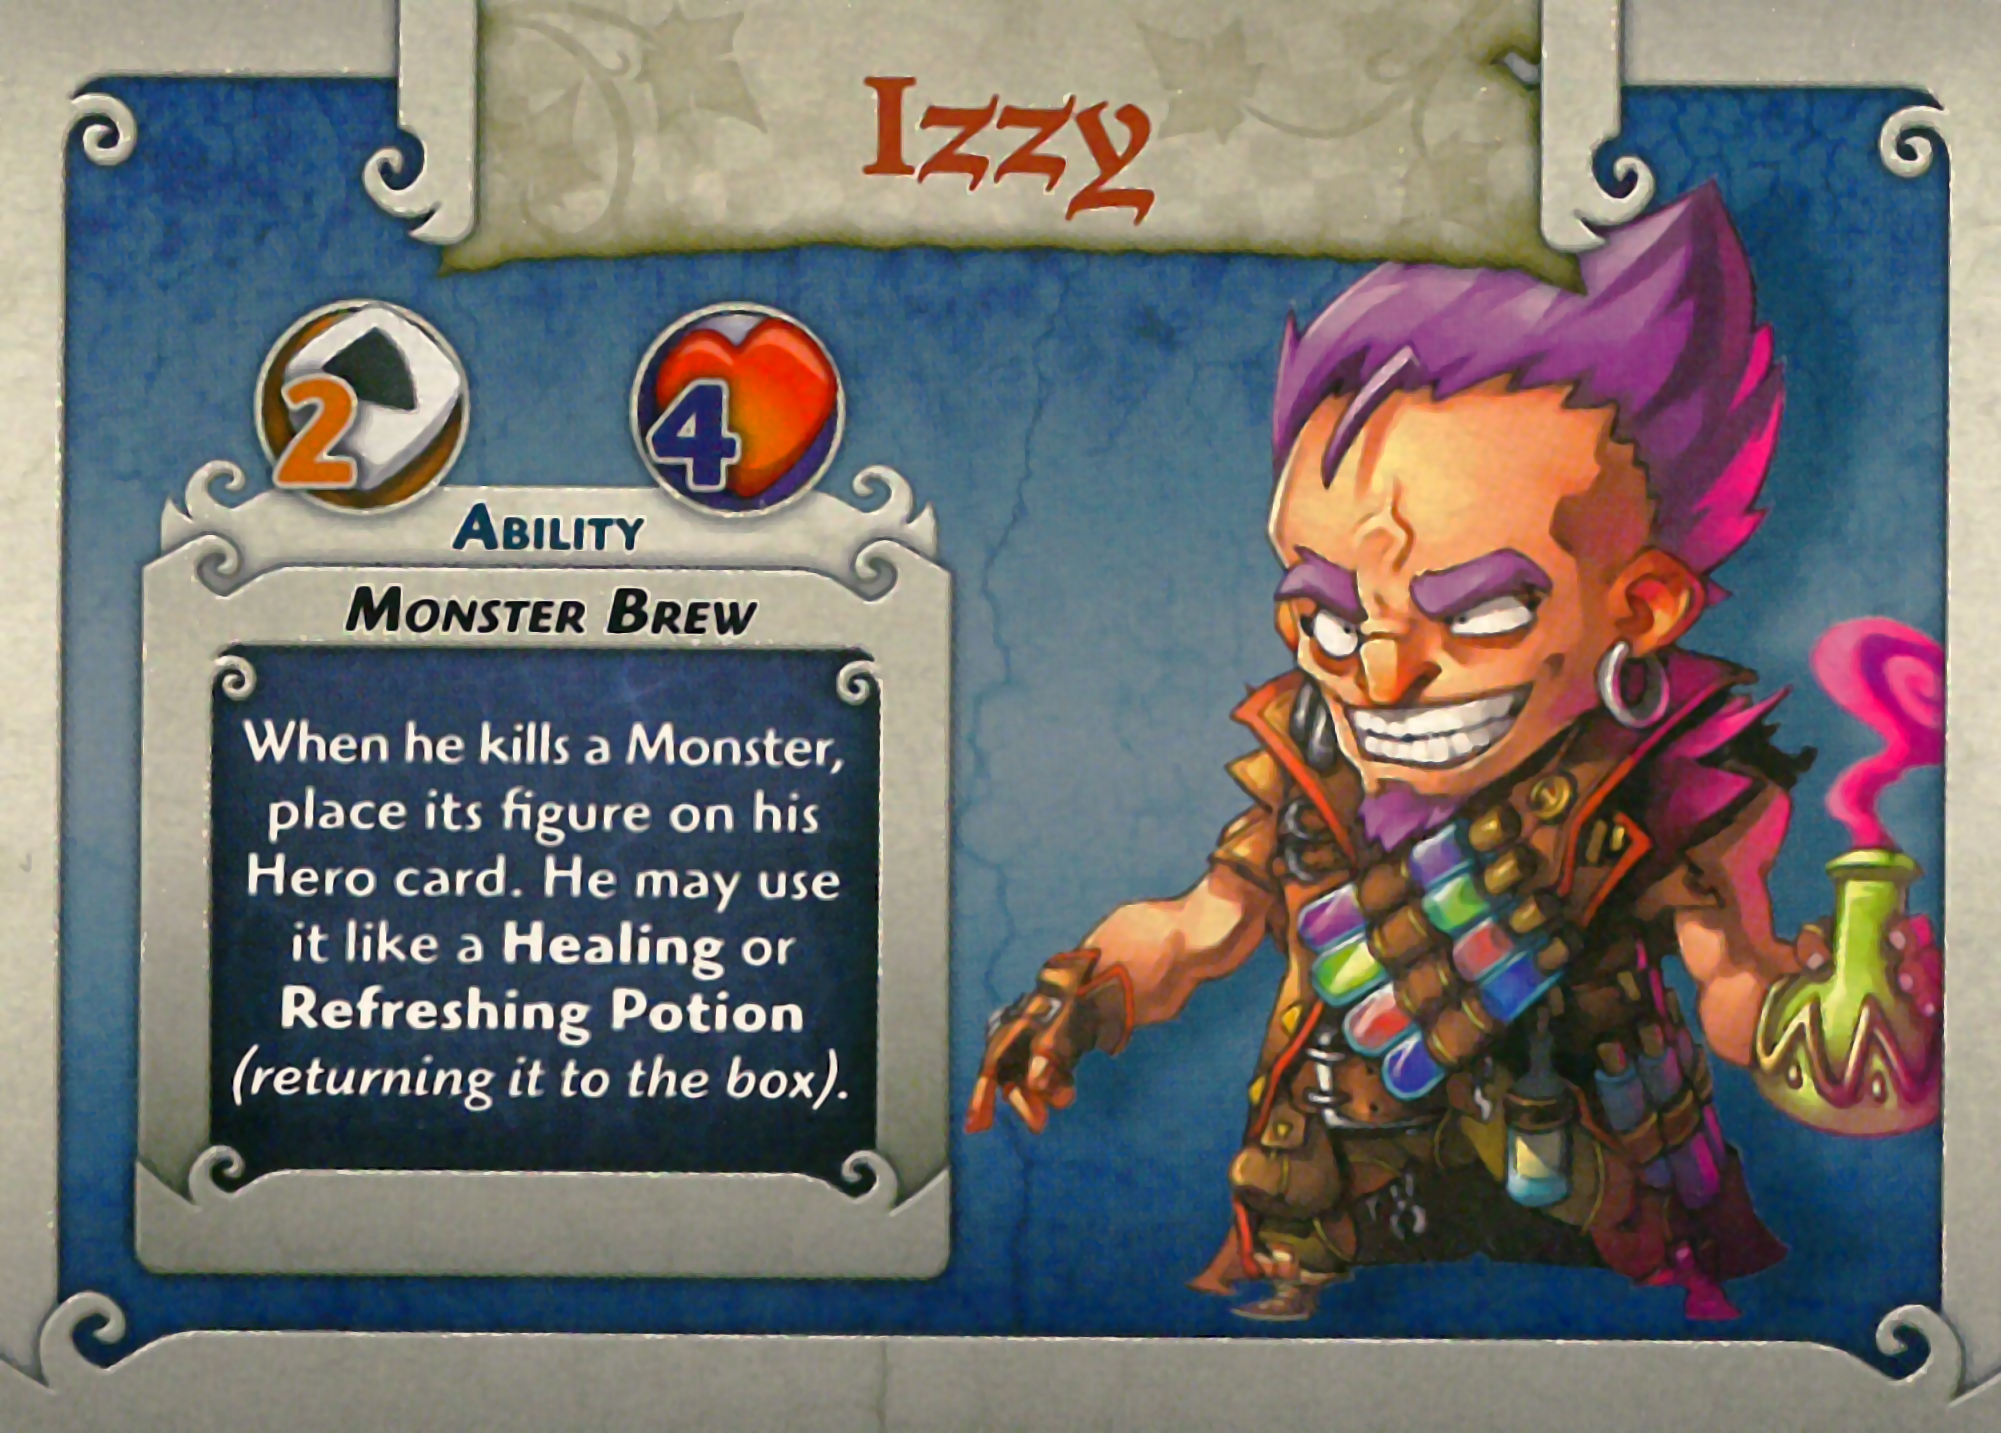 Izzy
2
4
Ability
Monster Brew
When he kills a Monster,
place its figure on his
Hero card. He may use
it like a Healing or
Refreshing Potion
(returning it to the box).